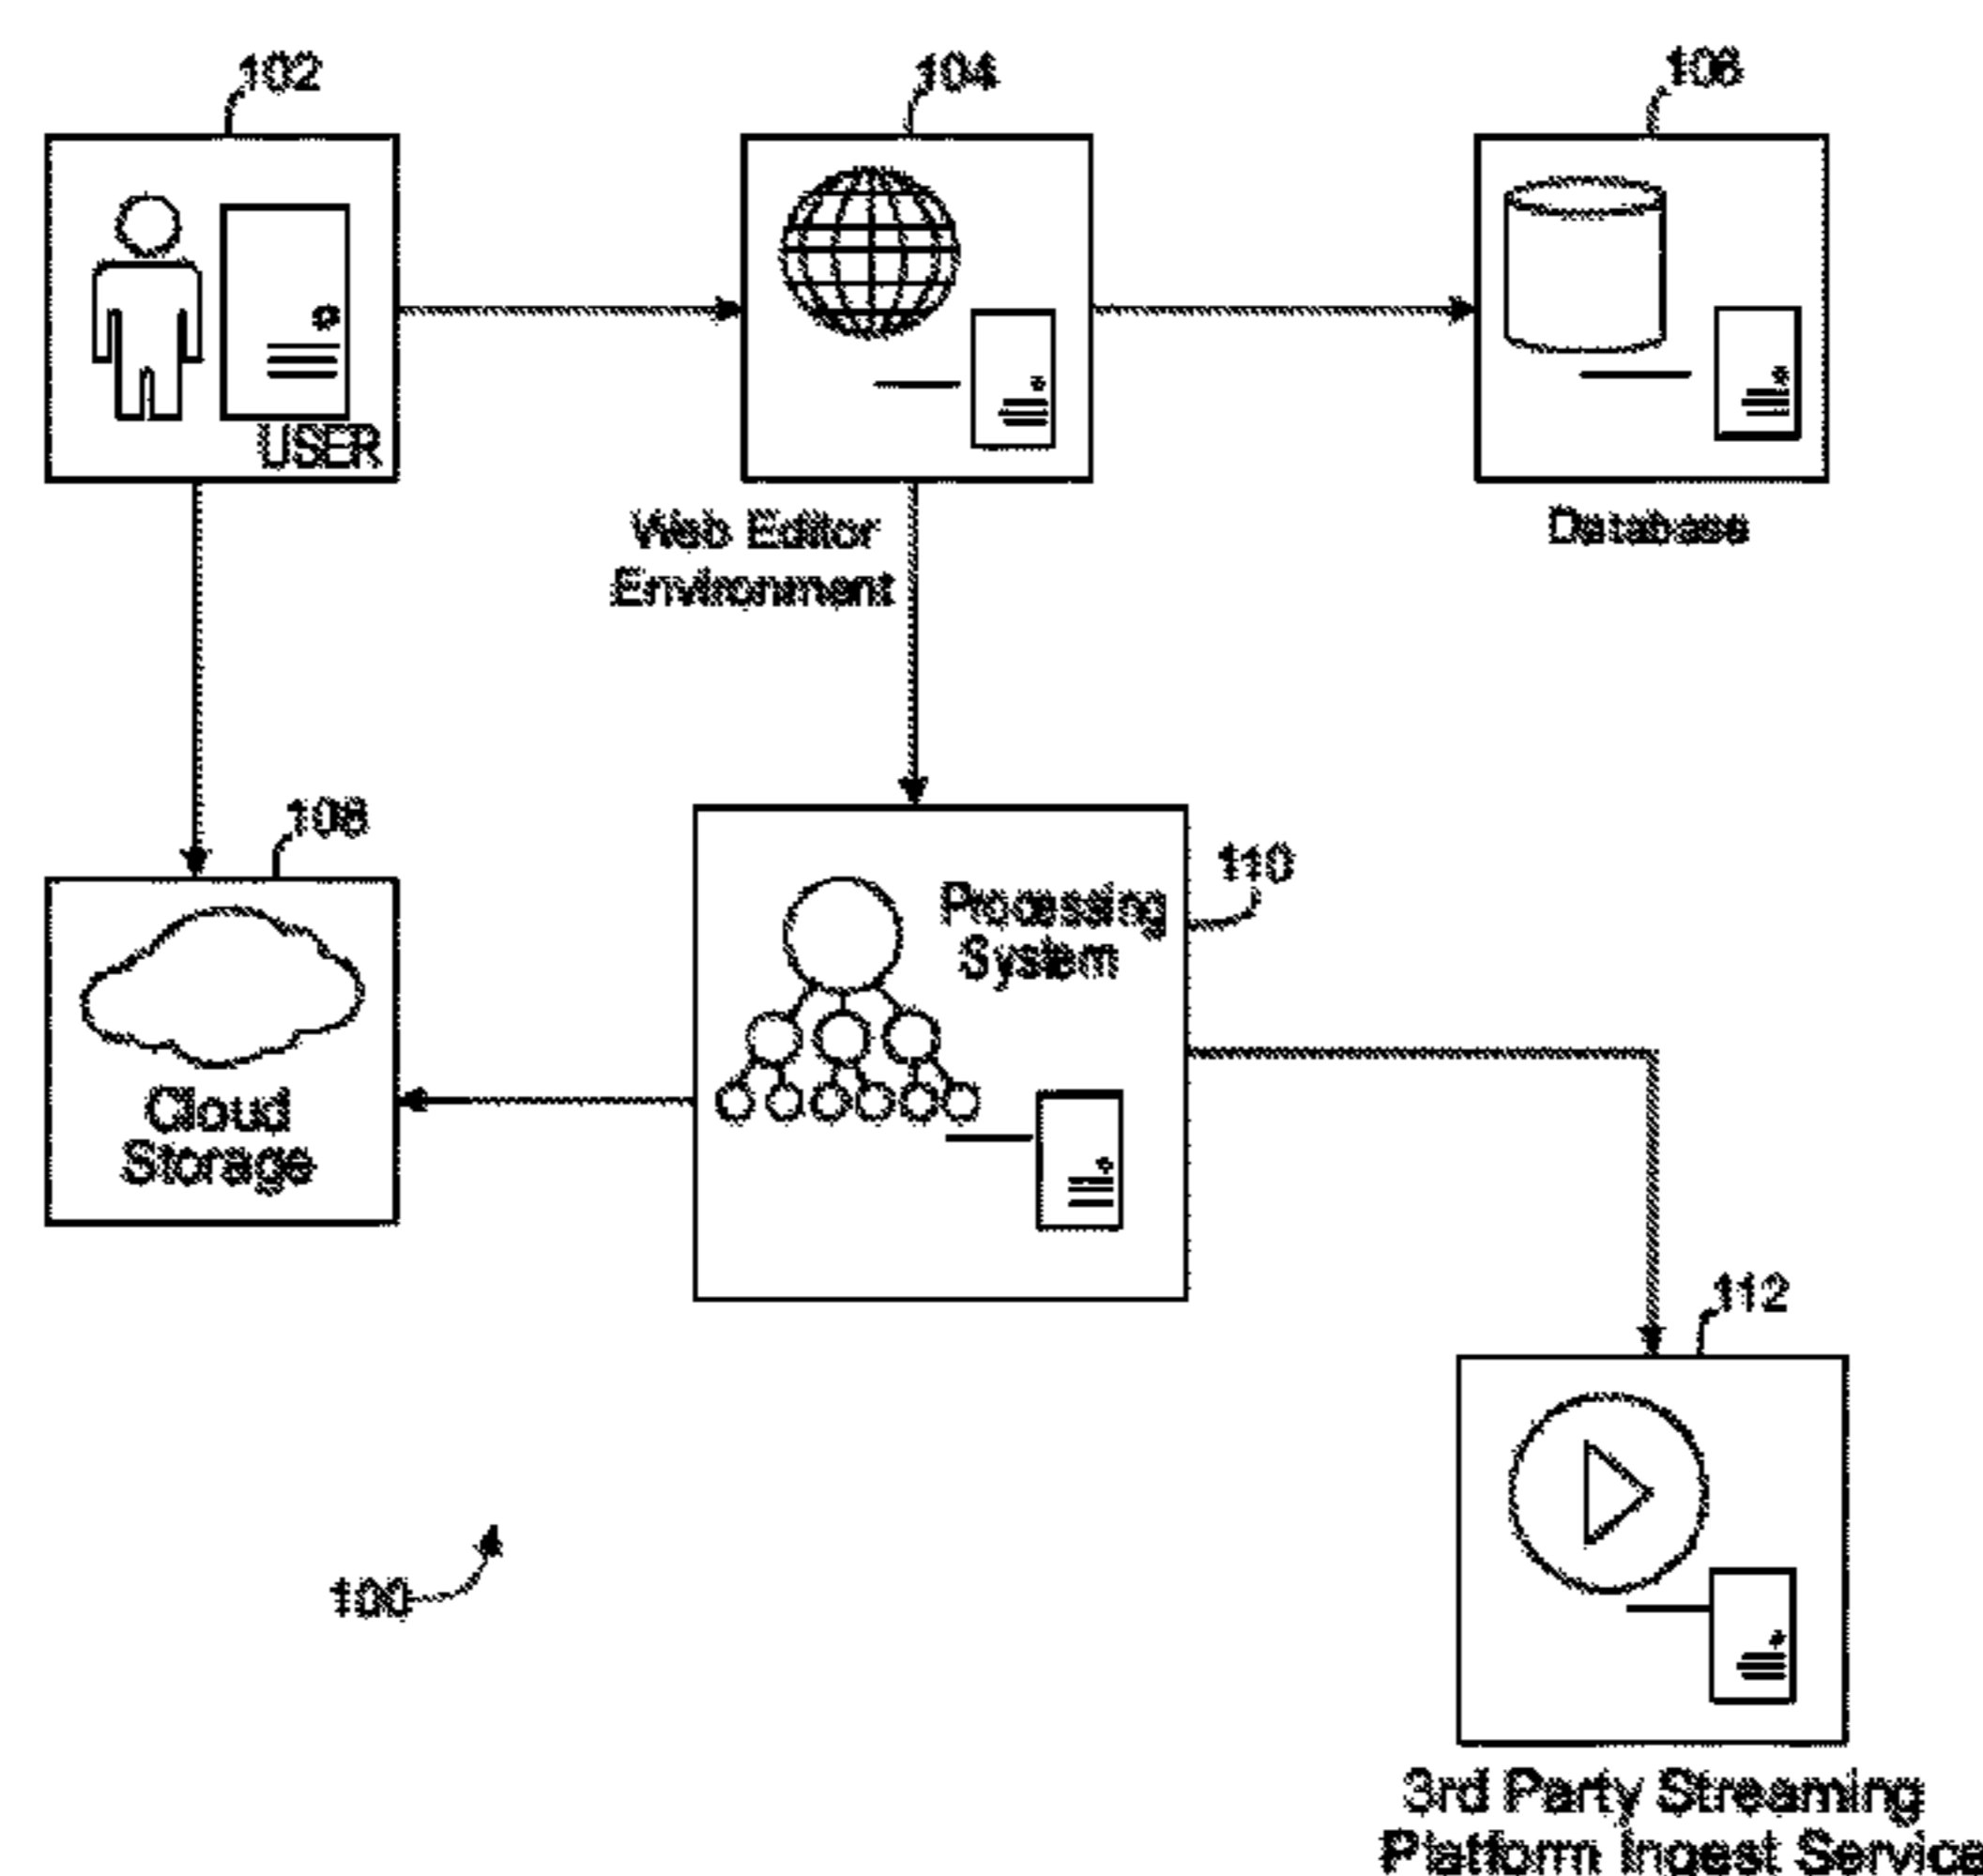 102
104
106
USER
Web Editor
Environment
Database
108
110
Processing
System
Cloud
Storage
112
100
3rd Party Streaming
Platform Ingest Service